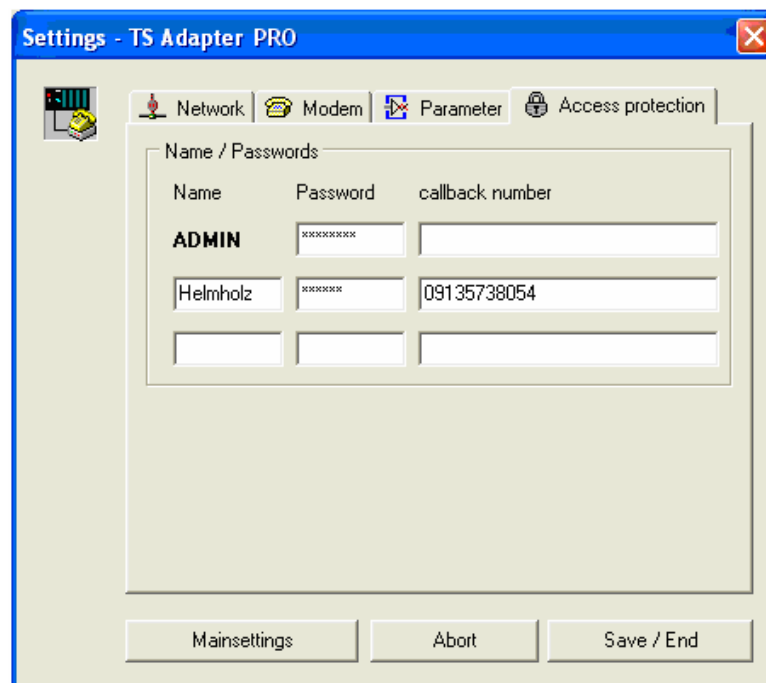 Settings - TS Adapter PRO
Network Modem Parameter Access protection
Name / Passwords
Name Password callback number
ADMIN ********
Helmholz ****** 09135738054
Mainsettings Abort Save / End